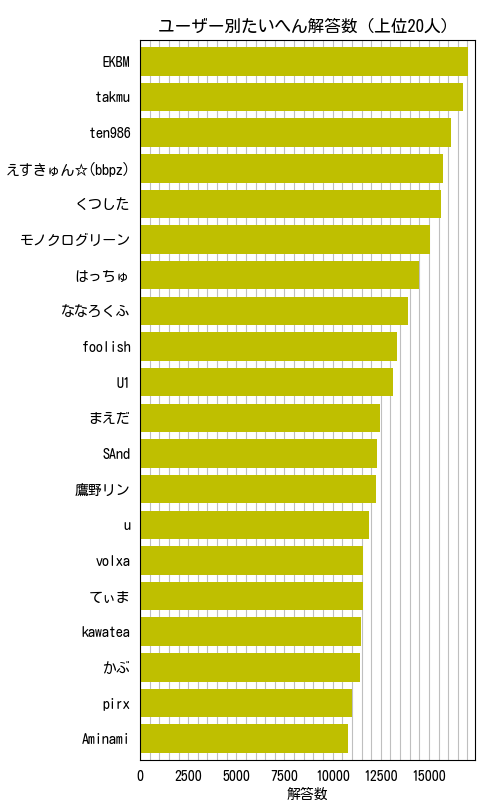 ユーザー別たいへん解答数 (上位20人)
EKBM
takmu
ten986
えすきゅん☆(bbpz)
くつした
モノクログリーン
はっちゅ
ななろくふ
foolish
U1
まえだ
SAnd
鷹野リン
u
volxa
てぃま
kawatea
かぶ
pirx
Aminami
0 2500 5000 7500 10000 12500 15000
解答数